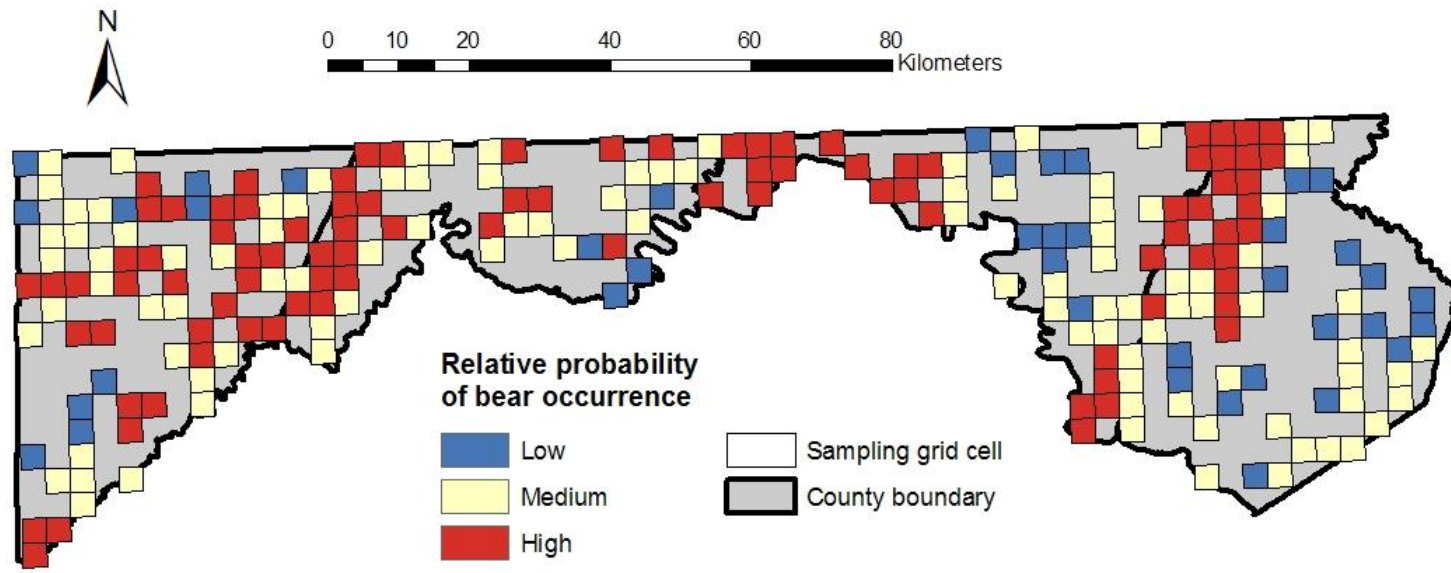 N
0 10 20 40 60 80
Kilometers
Relative probability
of bear occurrence
Low
Medium
High
Sampling grid cell
County boundary